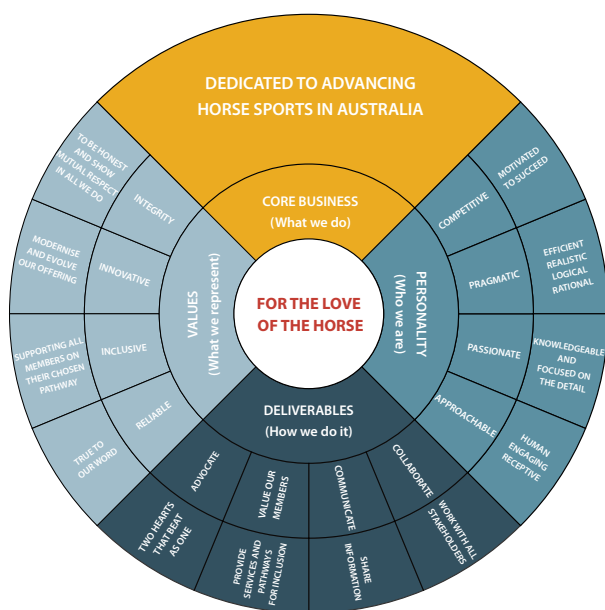 DEDICATED TO ADVANCING
HORSE SPORTS IN AUSTRALIA
CORE BUSINESS
(What we do)
FOR THE LOVE
OF THE HORSE
PERSONALITY
(Who we are)
COMPETITIVE
MOTIVATED
TO SUCCEED
PRAGMATIC
EFFICIENT
REALISTIC
LOGICAL
RATIONAL
PASSIONATE
KNOWLEDGEABLE
AND
FOCUSED ON
THE DETAIL
APPROACHABLE
HUMAN
ENGAGING
RECEPTIVE
DELIVERABLES
(How we do it)
COLLABORATE
WORK WITH ALL
STAKEHOLDERS
COMMUNICATE
SHARE
INFORMATION
VALUE OUR
MEMBERS
PROVIDE
SERVICES AND
PATHWAYS
FOR INCLUSION
ADVOCATE
TWO HEARTS
THAT BEAT
AS ONE
VALUES
(What we represent)
RELIABLE
TRUE TO
OUR WORD
INCLUSIVE
SUPPORTING ALL
MEMBERS ON
THEIR CHOSEN
PATHWAY
INNOVATIVE
MODERNISE
AND EVOLVE
OUR OFFERING
INTEGRITY
TO BE HONEST
AND SHOW
MUTUAL RESPECT
IN ALL WE DO